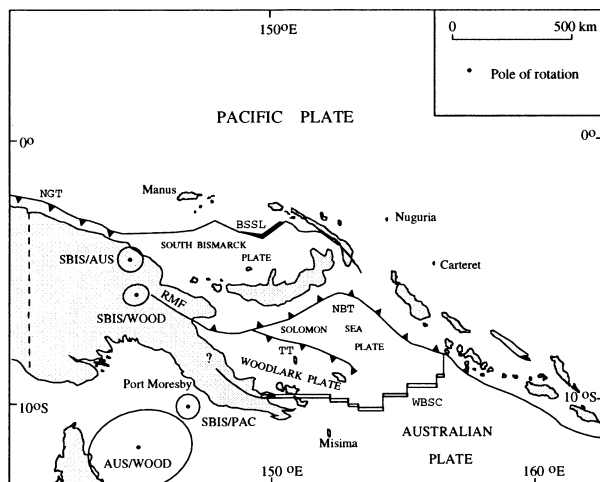 150°E
0
500 km
Pole of rotation
PACIFIC PLATE
0°
0°
NGT
Manus
BSSL
Nuguria
SOUTH BISMARCK
PLATE
SBIS/AUS
Carteret
RMF
SBIS/WOOD
NBT
SOLOMON SEA
PLATE
TT
?
WOODLARK PLATE
Port Moresby
WBSC
10°S
10°S
SBIS/PAC
AUS/WOOD
Misima
AUSTRALIAN
PLATE
150 °E
160 °E